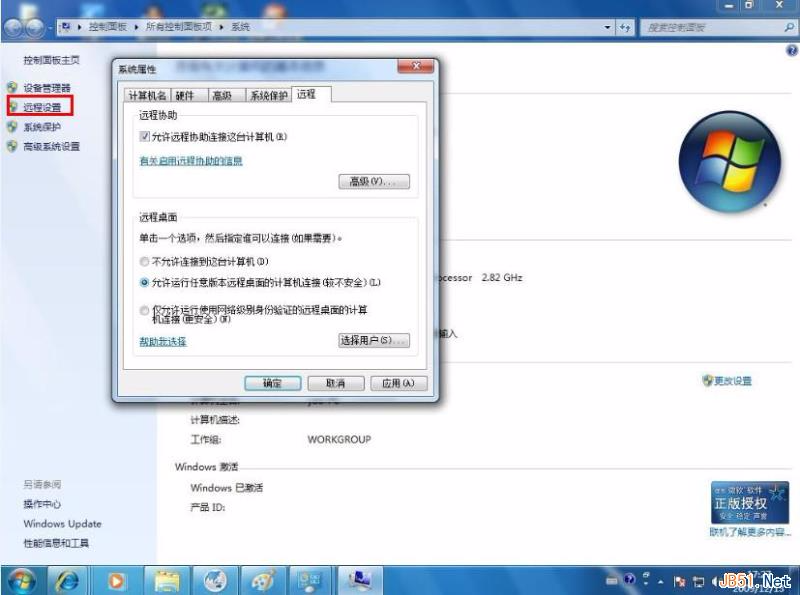 控制面板 ▸ 所有控制面板项 ▸ 系统
搜索控制面板
控制面板主页
设备管理器
远程设置
系统保护
高级系统设置
系统属性
计算机名 硬件 高级 系统保护 远程
远程协助
允许远程协助连接这台计算机(R)
有关启用远程协助的信息
高级(V)...
远程桌面
单击一个选项，然后指定谁可以连接(如果需要)。
不允许连接到这台计算机(D)
允许运行任意版本远程桌面的计算机连接(较不安全)(L)
仅允许运行使用网络级别身份验证的远程桌面的计算
机连接(更安全)(N)
帮助我选择
选择用户(S)...
确定 取消 应用(A)
ocessor 2.82 GHz
输入
更改设置
计算机描述:
工作组: WORKGROUP
Windows 激活
Windows 已激活
产品 ID:
微软 软件
正版授权
安全 稳定 声誉
联机了解更多内容...
另请参阅
操作中心
Windows Update
性能信息和工具
2009/12/13
JB51.Net